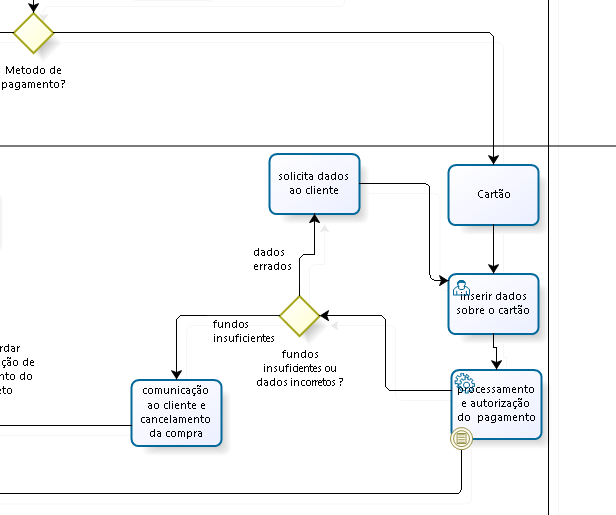 Metodo de
pagamento?
solicita dados
ao cliente
Cartão
dados
errados
inserir dados
sobre o cartão
fundos
insuficientes
fundos
insuficientes ou
dados incorretos ?
processamento
e autorização
do pagamento
rdar
ção de
nto do
eto
comunicação
ao cliente e
cancelamento
da compra